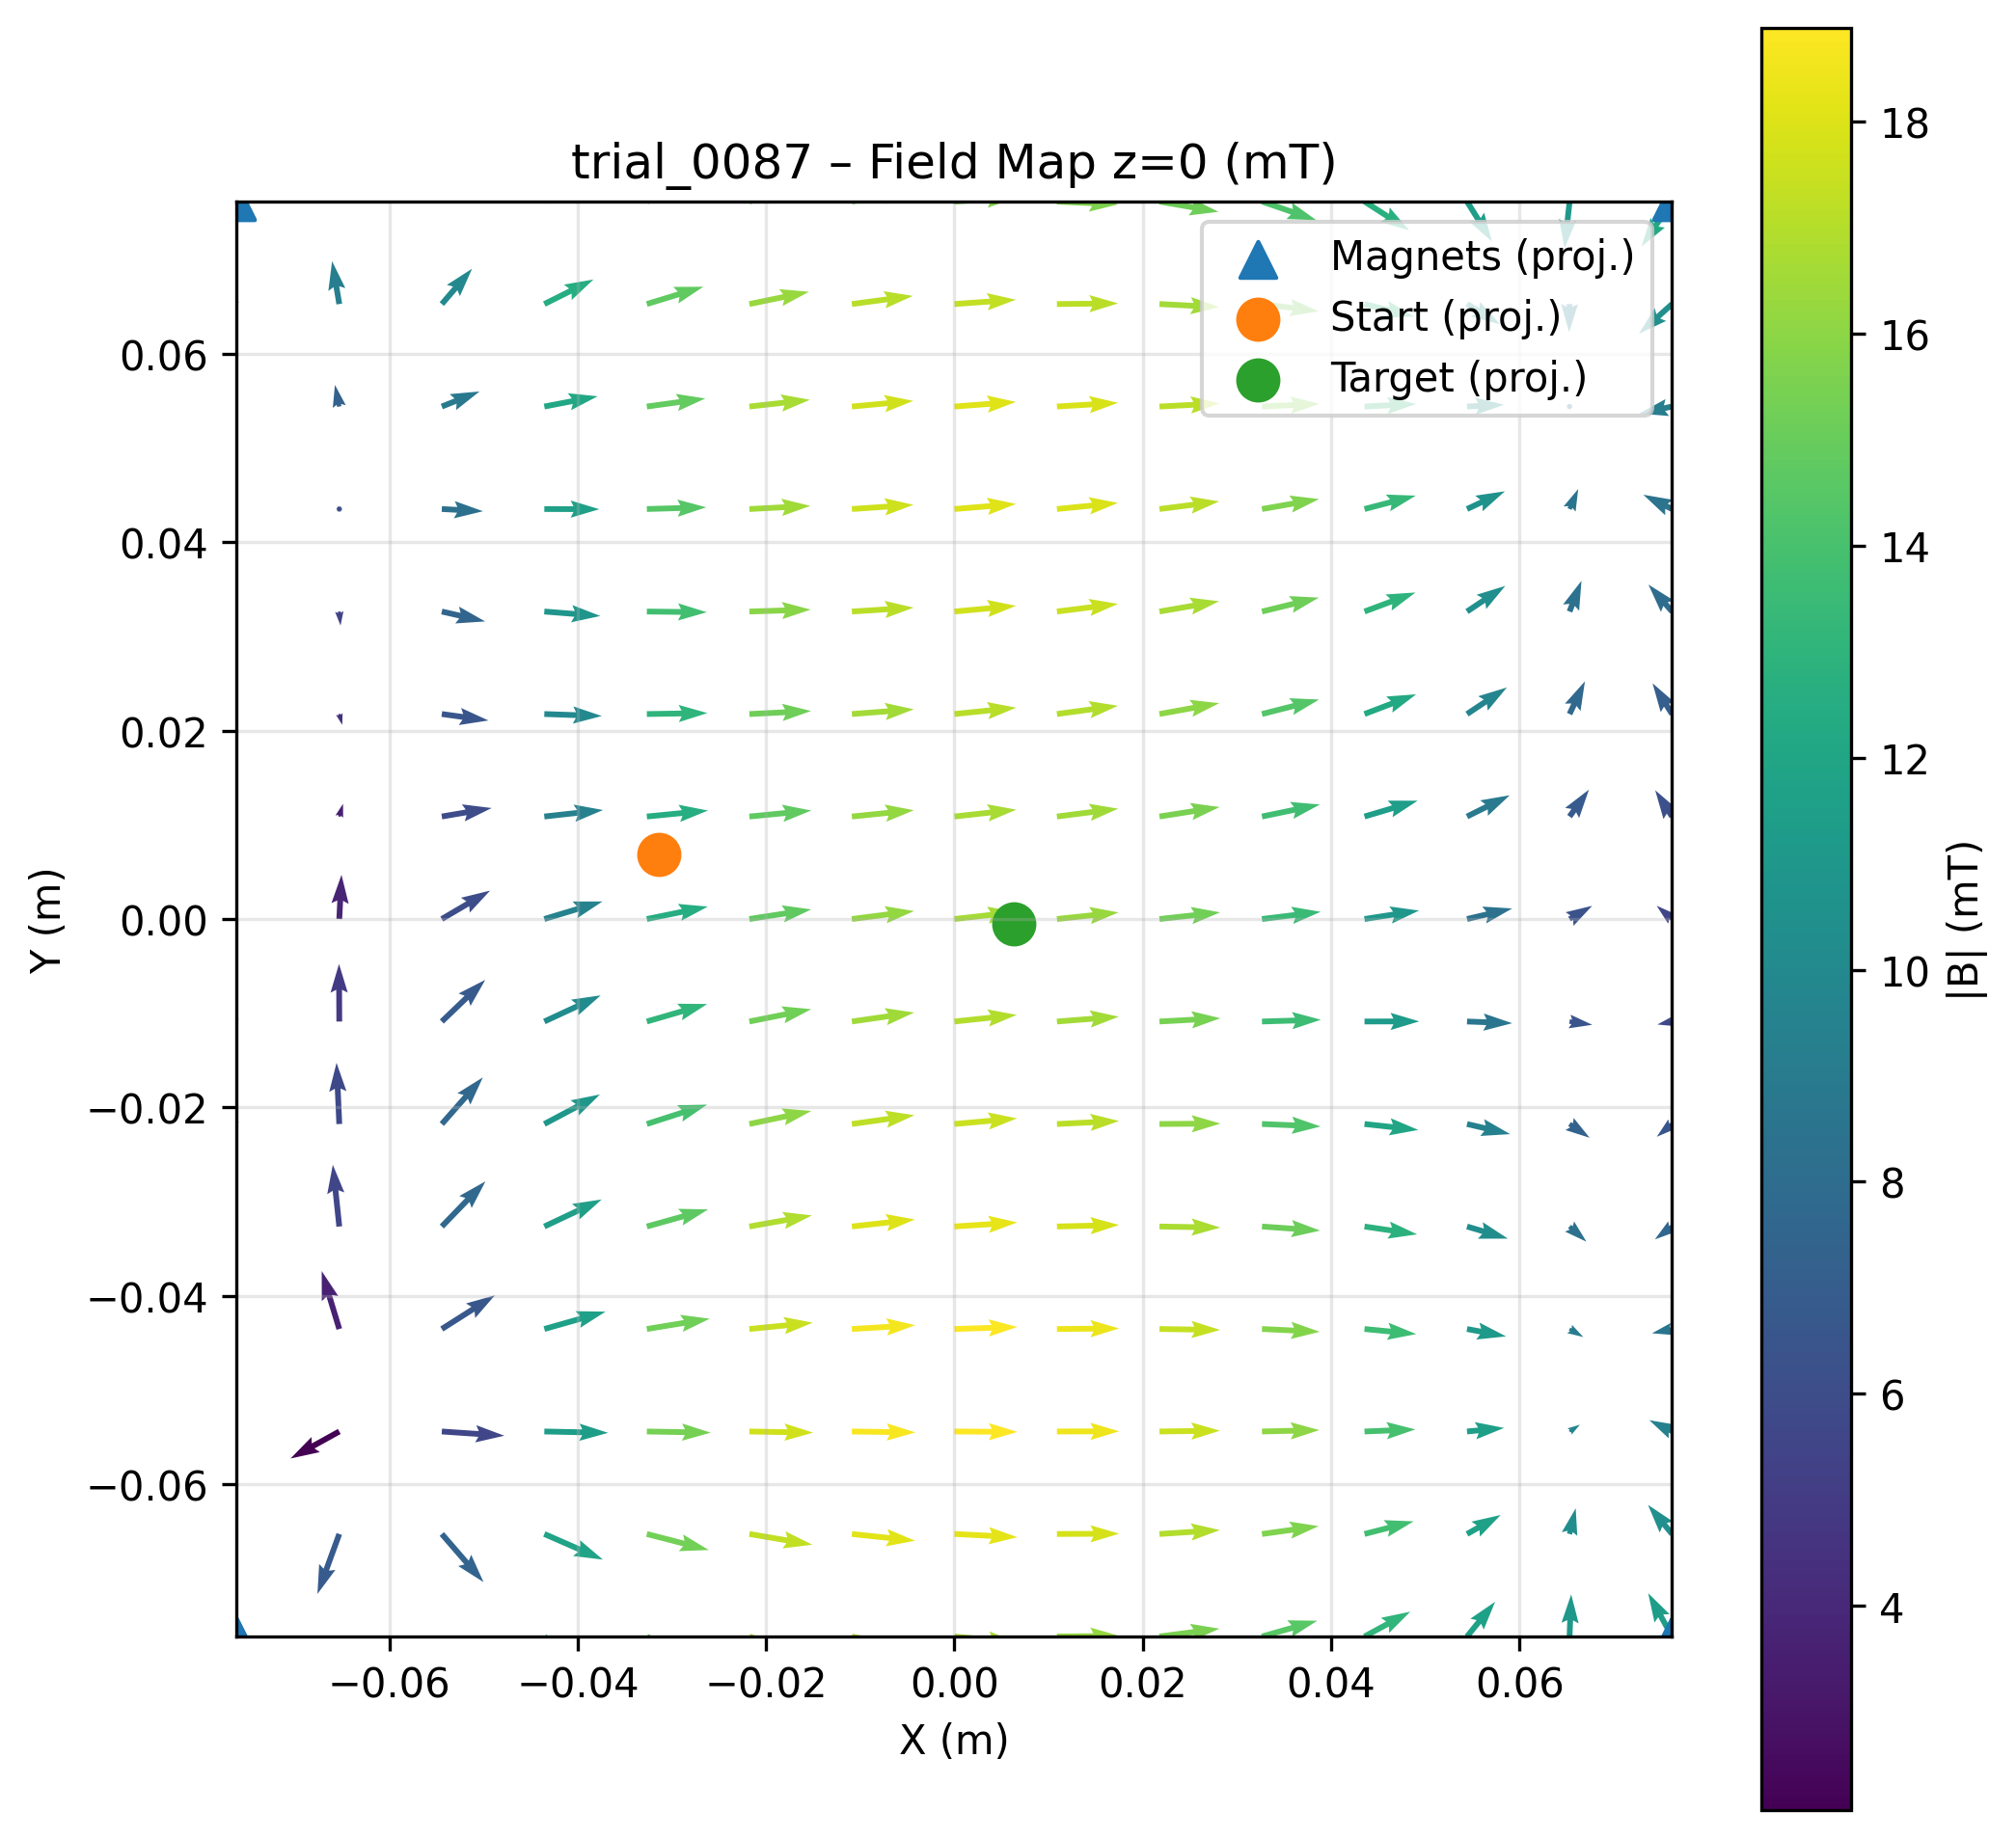 trial_0087 – Field Map z=0 (mT)
Magnets (proj.)
Start (proj.)
Target (proj.)
0.06
0.04
0.02
0.00
−0.02
−0.04
−0.06
Y (m)
−0.06 −0.04 −0.02 0.00 0.02 0.04 0.06
X (m)
18
16
14
12
10
8
6
4
|B| (mT)